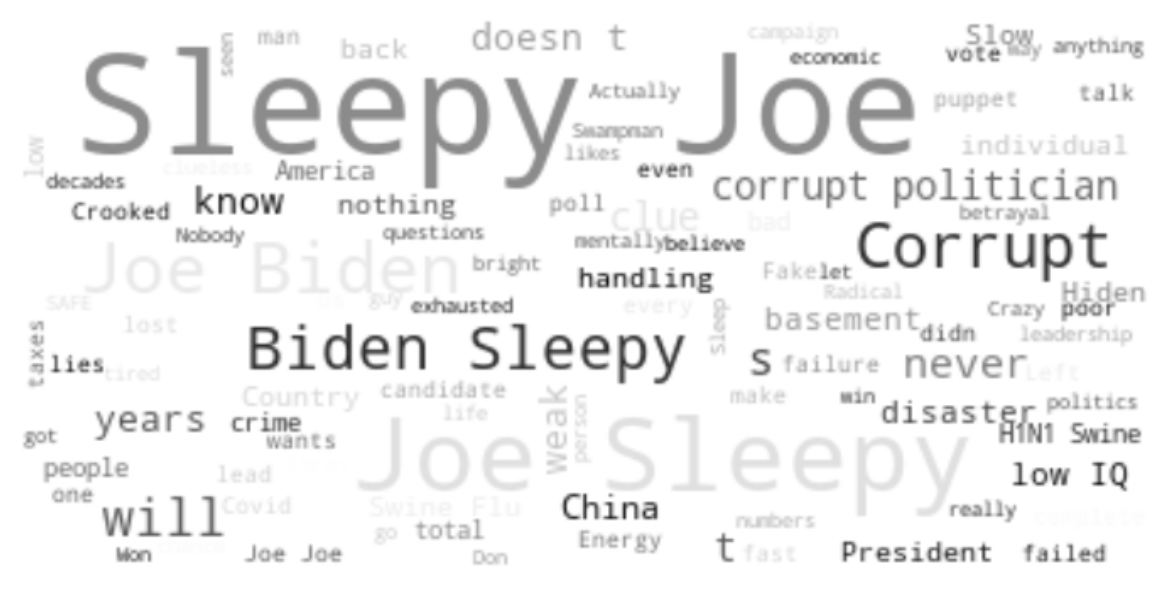 Sleepy Joe
seen
man
back
doesn t
campaign
Slow
economic
vote
way
anything
Actually
puppet
talk
Swampman
likes
individual
low
clueless
decades
America
even
corrupt politician
Crooked
know
nothing
poll
clue
bad
betrayal
Nobody
questions
mentally
believe
Corrupt
Joe Biden
bright
handling
Fake
let
Radical
Hiden
SAFE
us
guy
exhausted
every
sleep
Crazy
poor
lost
basement
didn
leadership
taxes
lies
tired
Biden Sleepy
s
failure
never
Left
Country
candidate
life
weak
person
make
win
disaster
politics
years
crime
wants
got
H1N1 Swine
Joe Sleepy
people
lead
low IQ
one
will
Covid
Swine Flu
China
numbers
really
complete
go
total
Energy
Won
Joe Joe
Don
t
fast
President
failed